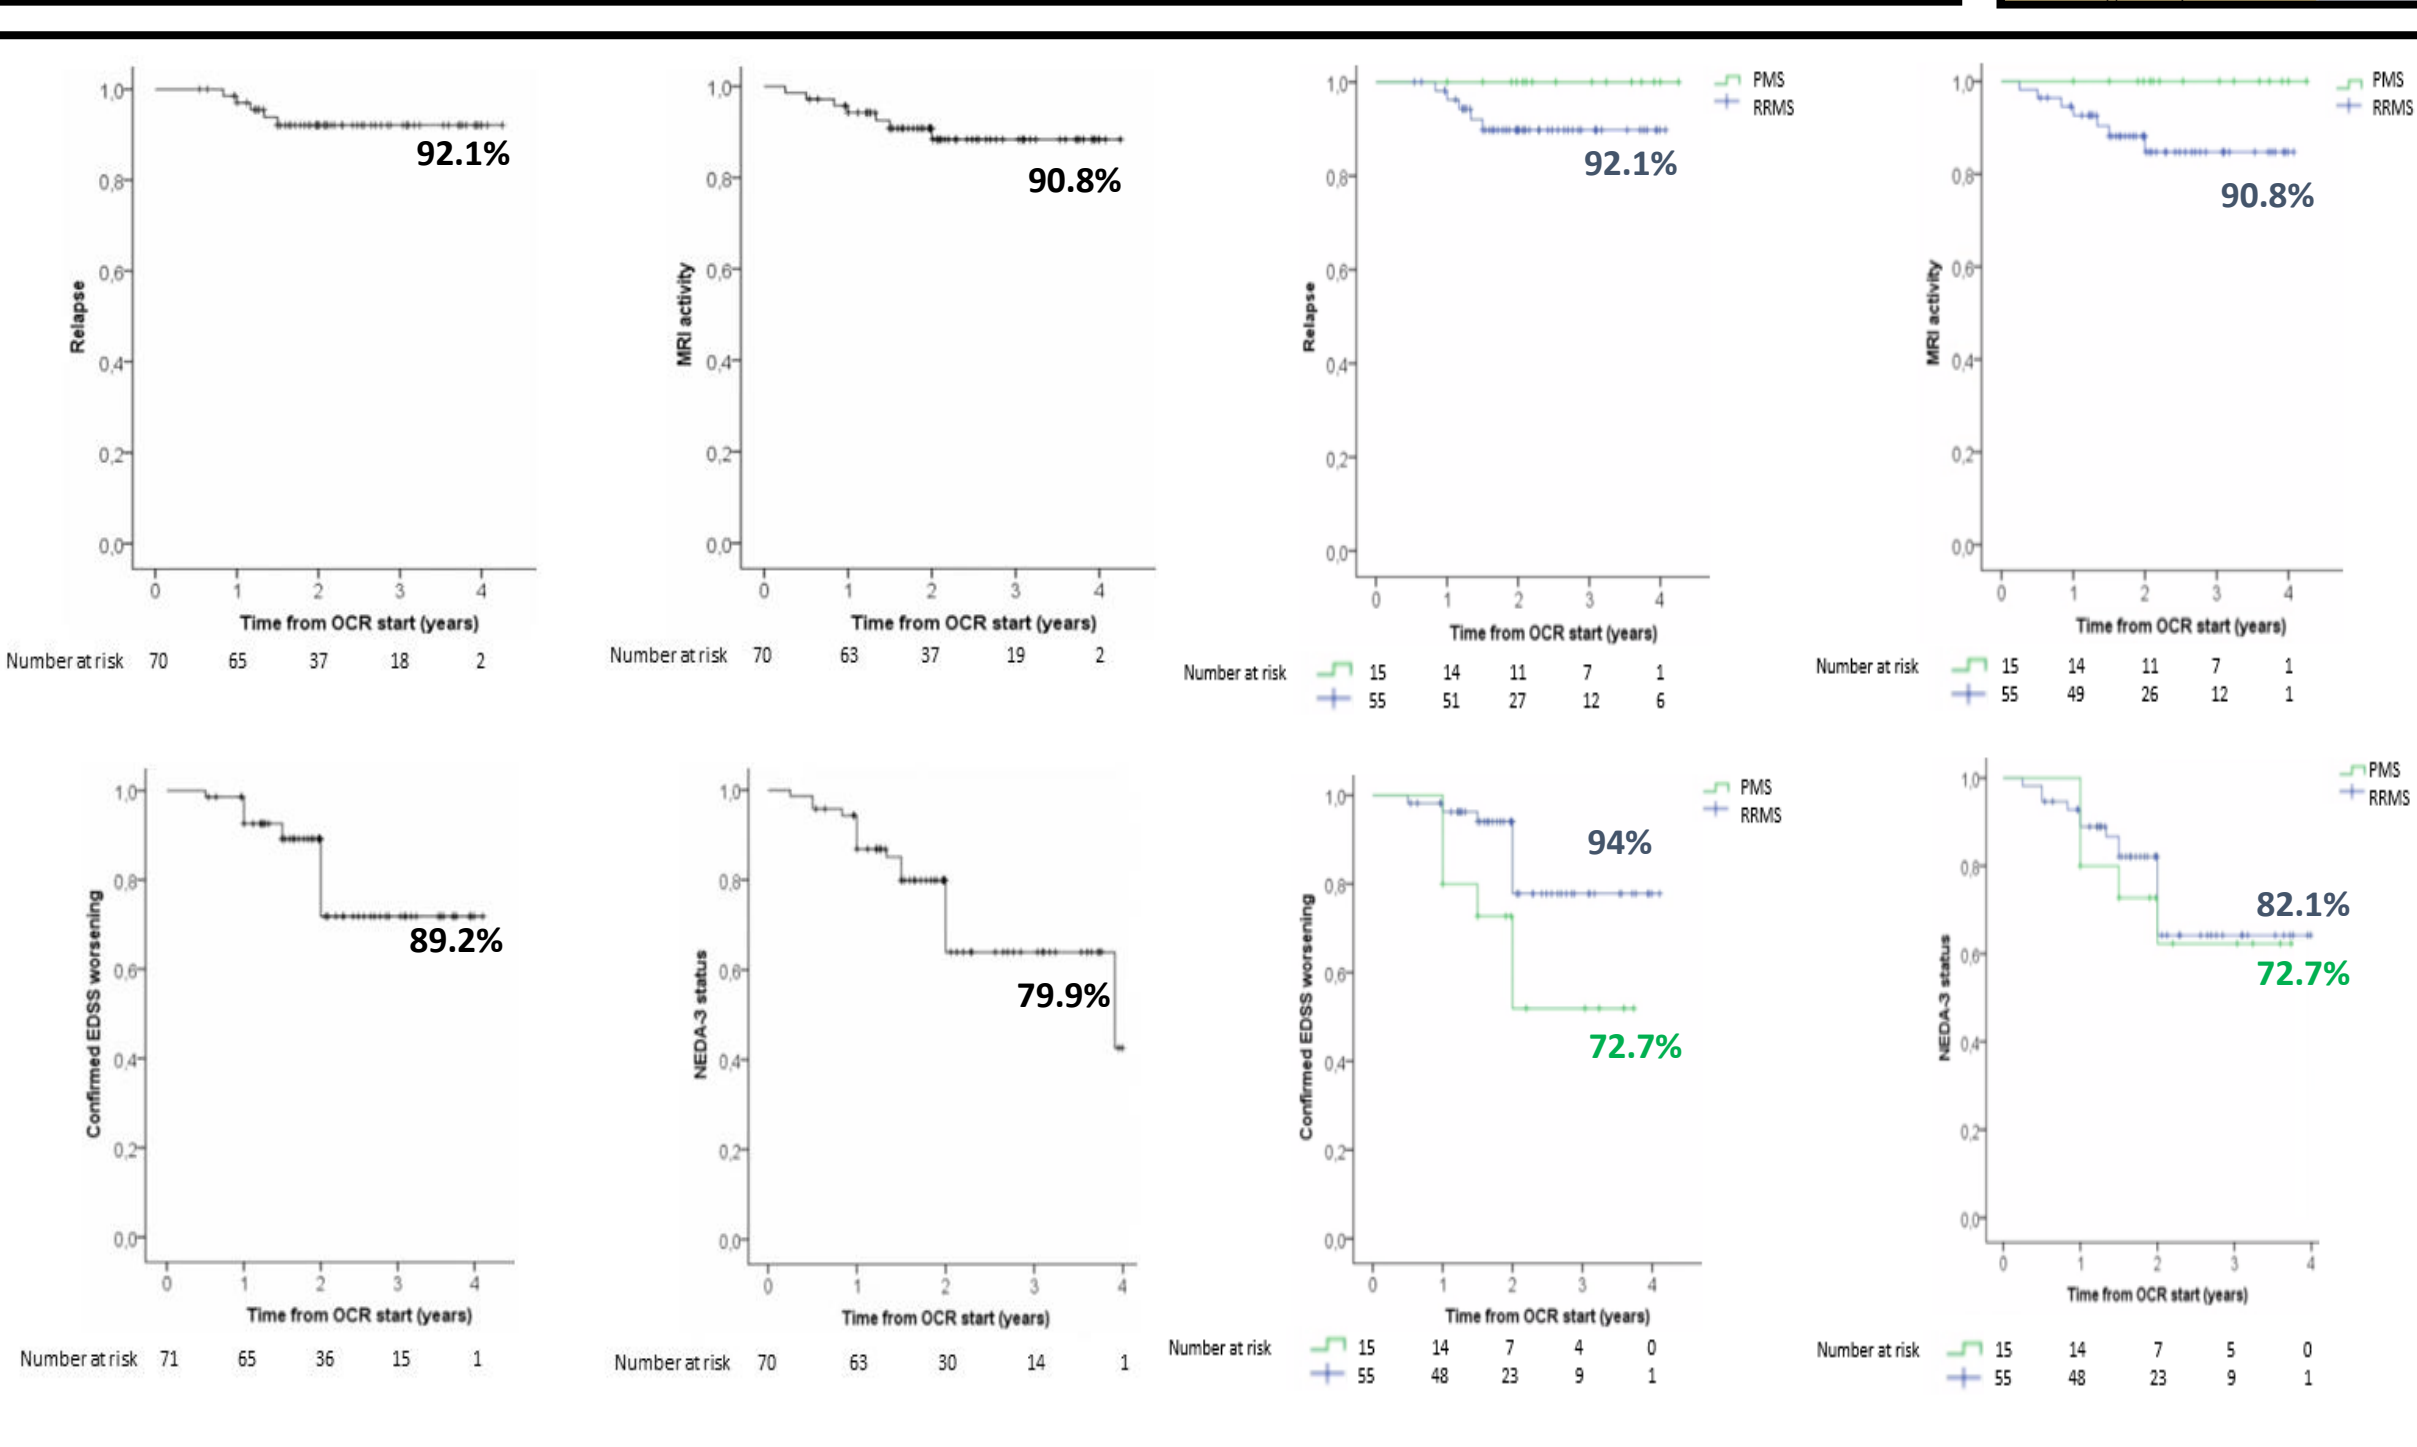 Relapse
1,0
0,8
0,6
0,4
0,2
0,0
92.1%
0 1 2 3 4
Time from OCR start (years)
Number at risk 70 65 37 18 2
MRI activity
1,0
0,8
0,6
0,4
0,2
0,0
90.8%
0 1 2 3 4
Time from OCR start (years)
Number at risk 70 63 37 19 2
Relapse
1,0
0,8
0,6
0,4
0,2
0,0
PMS
RRMS
92.1%
0 1 2 3 4
Time from OCR start (years)
Number at risk 15 14 11 7 1
55 51 27 12 6
MRI activity
1,0
0,8
0,6
0,4
0,2
0,0
PMS
RRMS
90.8%
0 1 2 3 4
Time from OCR start (years)
Number at risk 15 14 11 7 1
55 49 26 12 1
Confirmed EDSS worsening
1,0
0,8
0,6
0,4
0,2
0,0
89.2%
0 1 2 3 4
Time from OCR start (years)
Number at risk 71 65 36 15 1
NEDA-3 status
1,0
0,8
0,6
0,4
0,2
0,0
79.9%
0 1 2 3 4
Time from OCR start (years)
Number at risk 70 63 30 14 1
Confirmed EDSS worsening
1,0
0,8
0,6
0,4
0,2
0,0
PMS
RRMS
94%
72.7%
0 1 2 3 4
Time from OCR start (years)
Number at risk 15 14 7 4 0
55 48 23 9 1
NEDA-3 status
1,0
0,8
0,6
0,4
0,2
0,0
PMS
RRMS
82.1%
72.7%
0 1 2 3 4
Time from OCR start (years)
Number at risk 15 14 7 5 0
55 48 23 9 1